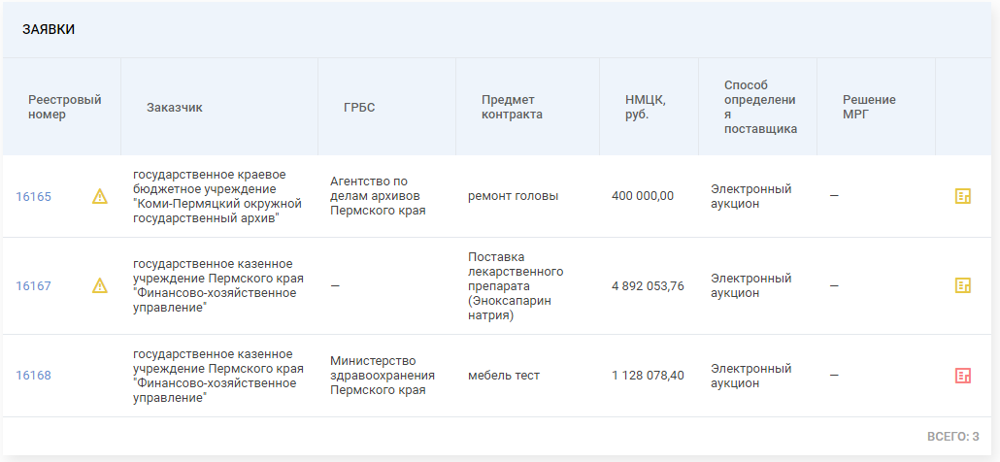 ЗАЯВКИ
Реестровый
номер
Заказчик
ГРБС
Предмет
контракта
НМЦК,
руб.
Способ
определени
я
поставщика
Решение
МРГ
16165
государственное краевое
бюджетное учреждение
"Коми-Пермяцкий окружной
государственный архив"
Агентство по
делам архивов
Пермского края
ремонт головы
400 000,00
Электронный
аукцион
—
16167
государственное казенное
учреждение Пермского края
"Финансово-хозяйственное
управление"
—
Поставка
лекарственного
препарата
(Эноксапарин
натрия)
4 892 053,76
Электронный
аукцион
—
16168
государственное казенное
учреждение Пермского края
"Финансово-хозяйственное
управление"
Министерство
здравоохранения
Пермского края
мебель тест
1 128 078,40
Электронный
аукцион
—
ВСЕГО: 3